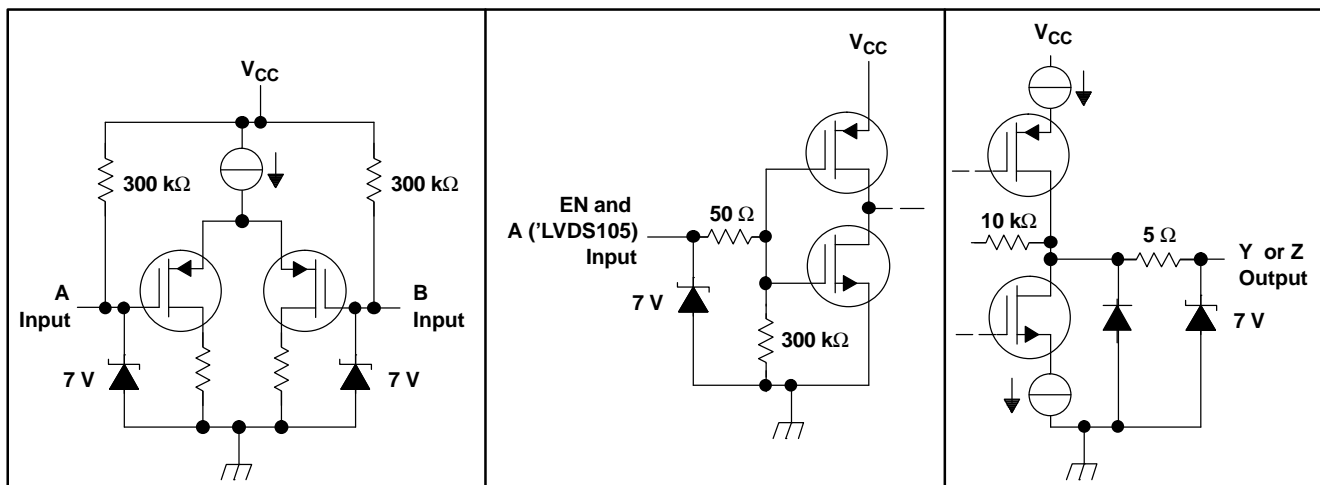 VCC
300 kΩ
300 kΩ
A
Input
B
Input
7 V
7 V
VCC
EN and
A ('LVDS105)
Input
50 Ω
7 V
300 kΩ
VCC
10 kΩ
5 Ω
Y or Z
Output
7 V